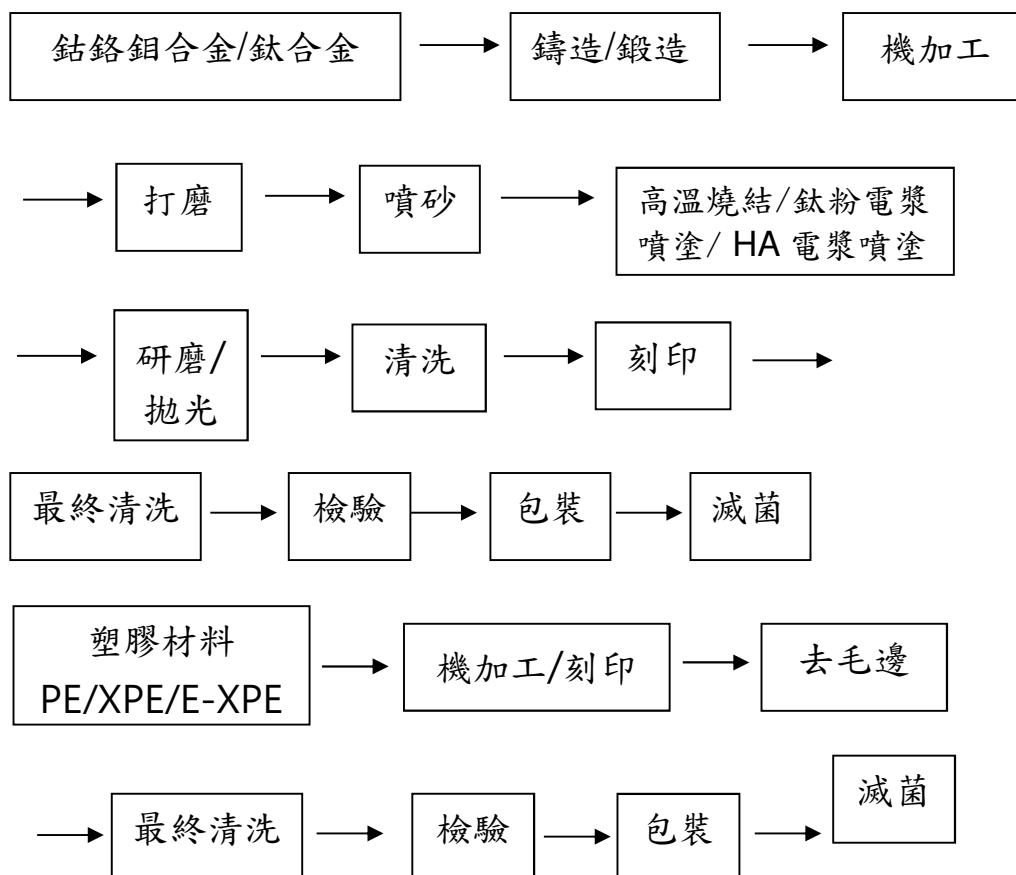 鈷鉻鉬合金/鈦合金
鑄造/鍛造
機加工
打磨
噴砂
高溫燒結/鈦粉電漿
噴塗/ HA 電漿噴塗
研磨/
拋光
清洗
刻印
最終清洗
檢驗
包裝
滅菌
塑膠材料
PE/XPE/E-XPE
機加工/刻印
去毛邊
最終清洗
檢驗
包裝
滅菌